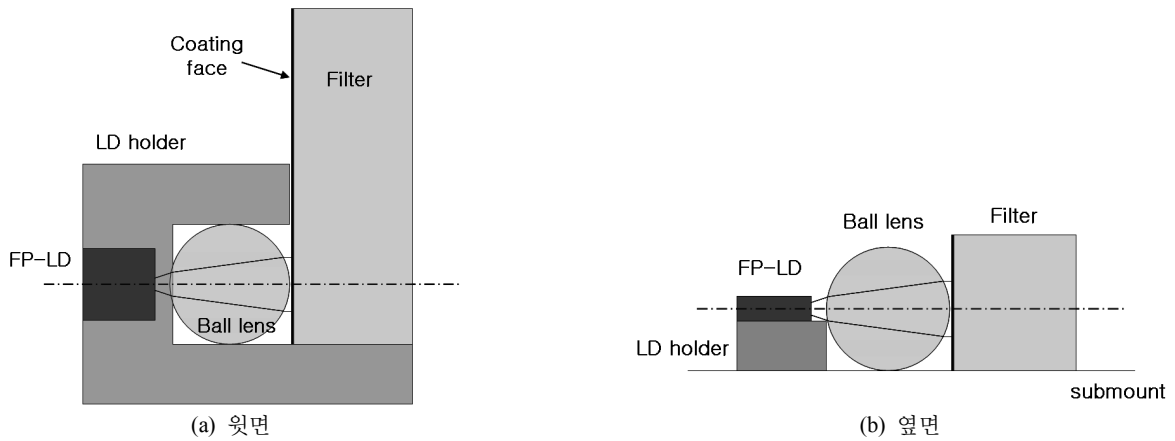 Coating
face
Filter
LD holder
FP-LD
Ball lens
(a) 윗면
Ball lens
Filter
FP-LD
LD holder
submount
(b) 옆면